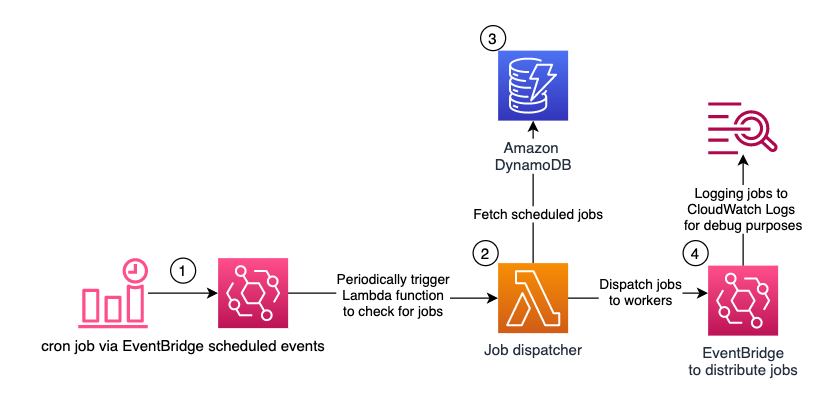 3
Amazon
DynamoDB
Fetch scheduled jobs
Logging jobs to
CloudWatch Logs
for debug purposes
1
cron job via EventBridge scheduled events
Periodically trigger
Lambda function
to check for jobs
2
Job dispatcher
Dispatch jobs
to workers
4
EventBridge
to distribute jobs